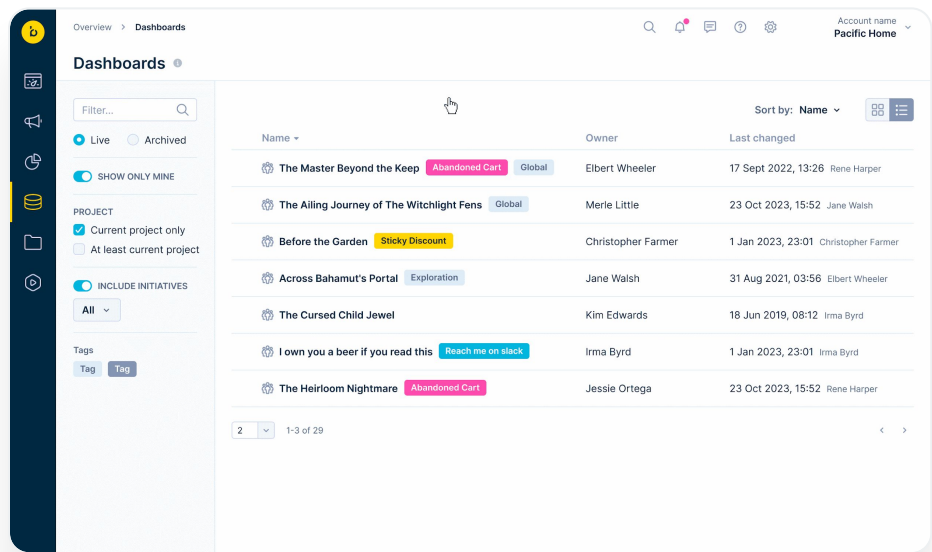 Overview > Dashboards
Account name
Pacific Home
Dashboards
Filter...
Live Archived
SHOW ONLY MINE
PROJECT
Current project only
At least current project
INCLUDE INITIATIVES
All
Tags
Tag Tag
Sort by: Name
Name Owner Last changed
The Master Beyond the Keep Abandoned Cart Global Elbert Wheeler 17 Sept 2022, 13:26 Rene Harper
The Ailing Journey of The Witchlight Fens Global Merle Little 23 Oct 2023, 15:52 Jane Walsh
Before the Garden Sticky Discount Christopher Farmer 1 Jan 2023, 23:01 Christopher Farmer
Across Bahamut's Portal Exploration Jane Walsh 31 Aug 2021, 03:56 Elbert Wheeler
The Cursed Child Jewel Kim Edwards 18 Jun 2019, 08:12 Irma Byrd
I own you a beer if you read this Reach me on slack Irma Byrd 1 Jan 2023, 23:01 Irma Byrd
The Heirloom Nightmare Abandoned Cart Jessie Ortega 23 Oct 2023, 15:52 Rene Harper
2 1-3 of 29